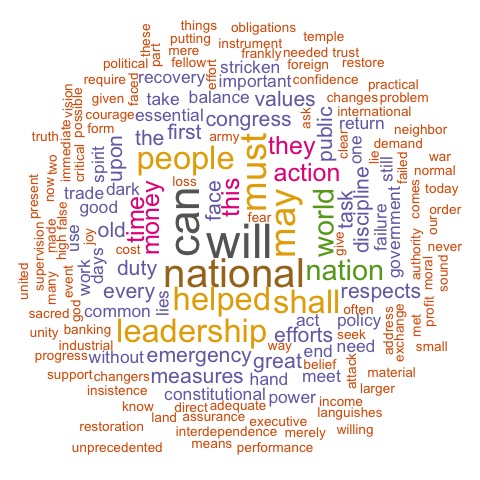 things obligations
these putting instrument temple
part mere frankly needed trust
political fellow stricken foreign restore
require faced recovery effort important confidence practical
vision given take balance values changes problem
immediate possible courage essential congress ask international
truth form the first army public return neighbor
critical spirit upon people must they clear one demand
now two trade dark loss this action lie still failed war
present good time money face fear discipline normal
supervision high false use joy old can will may world task failure government comes today
made days cost give our order
united many event work duty national nation authority moral never
sacred god every lies helped shall respects sound
unity banking common often profit
industrial leadership act policy address exchange met small
progress without emergency way efforts seek need
support changers measures great end belief attack material
insistence hand meet larger
know constitutional power income
direct adequate languishes
restoration land assurance executive willing
interdependence merely
unprecedented means performance